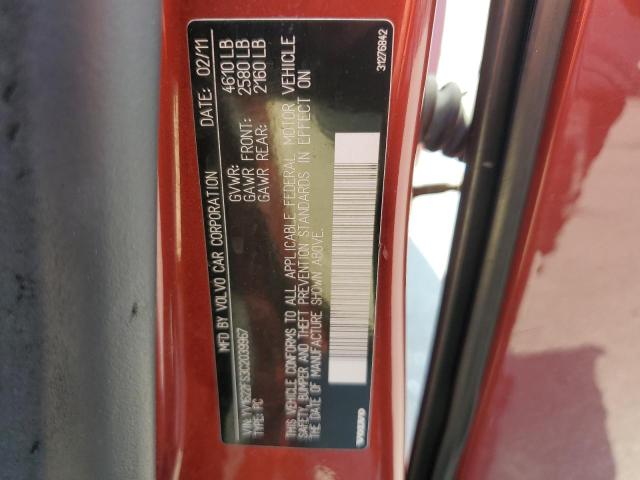 MFD BY VOLVO CAR CORPORATION DATE: 02/11
GVWR: 4610 LB
GAWR FRONT: 2580 LB
GAWR REAR: 2160 LB
VIN: YV1622FS3C2039967
TYPE: PC
THIS VEHICLE CONFORMS TO ALL APPLICABLE FEDERAL MOTOR VEHICLE
SAFETY, BUMPER AND THEFT PREVENTION STANDARDS IN EFFECT ON
THE DATE OF MANUFACTURE SHOWN ABOVE.
VOLVO 31276842